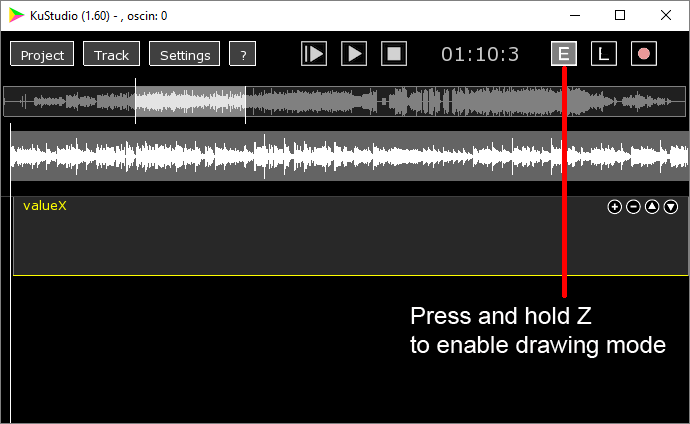 KuStudio (1.60) - , oscin: 0
Project Track Settings ? 01:10:3 E L
valueX
Press and hold Z
to enable drawing mode